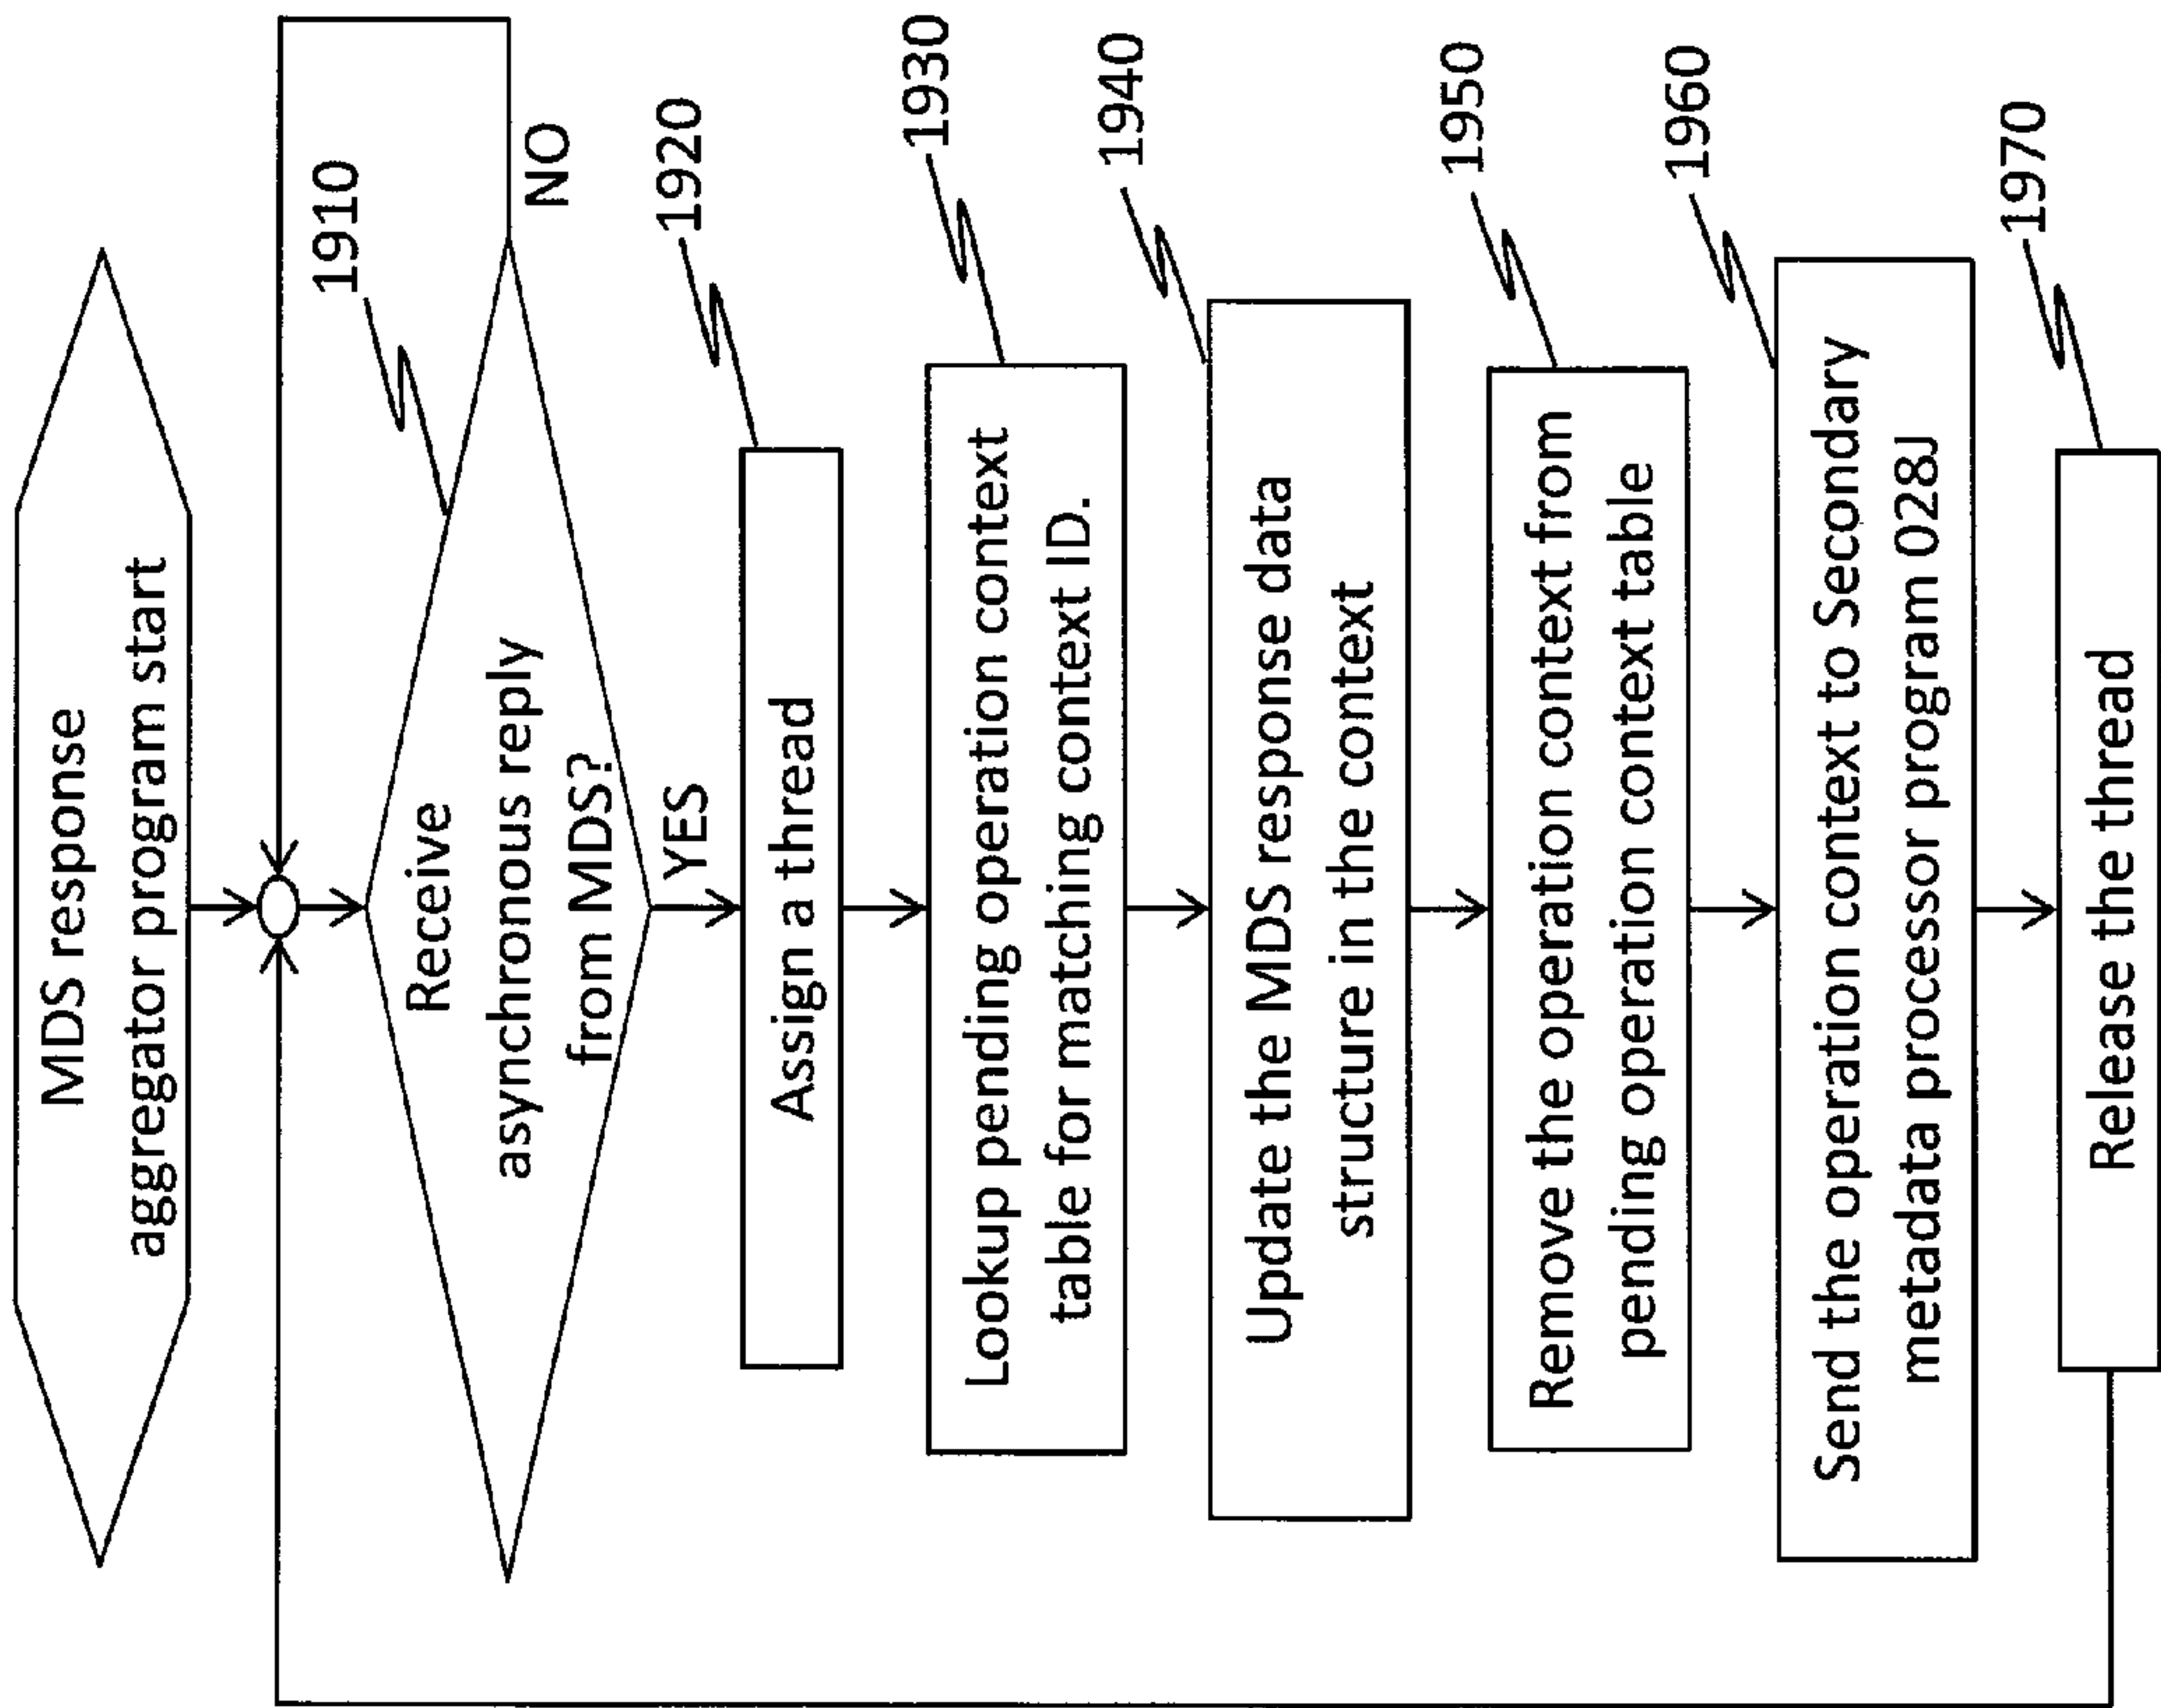 MDS response
aggregator program start
1910
Receive
asynchronous reply
from MDS?
NO
YES
1920
Assign a thread
1930
Lookup pending operation context
table for matching context ID.
1940
Update the MDS response data
structure in the context
1950
Remove the operation context from
pending operation context table
1960
Send the operation context to Secondary
metadata processor program 028J
1970
Release the thread